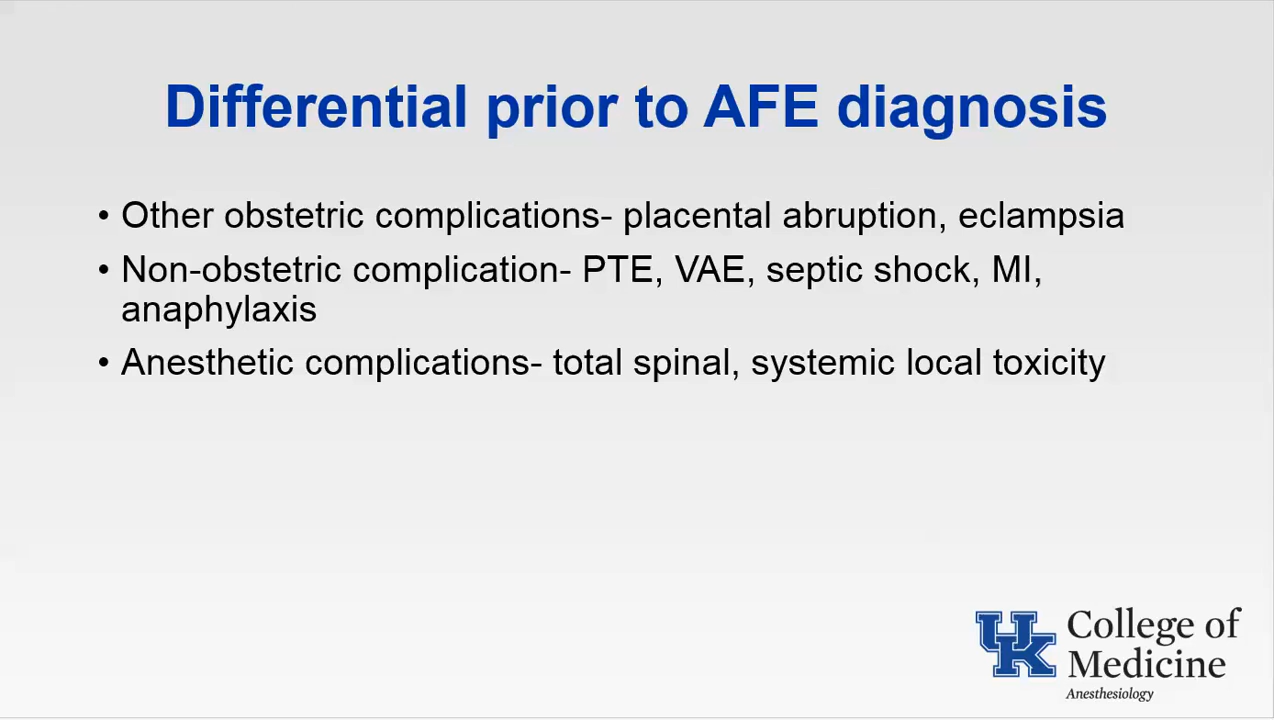 Differential prior to AFE diagnosis
• Other obstetric complications- placental abruption, eclampsia
• Non-obstetric complication- PTE, VAE, septic shock, MI,
anaphylaxis
• Anesthetic complications- total spinal, systemic local toxicity
UK College of
Medicine
Anesthesiology